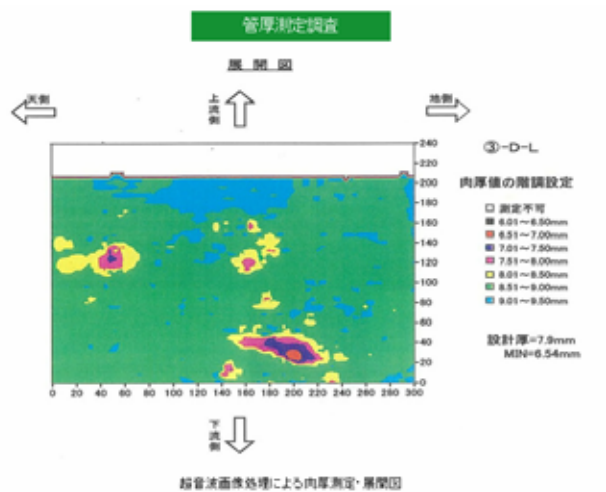 管厚測定調査
展開図
天側
上流側
地側
240
220
200
180
160
140
120
100
80
60
40
20
0
0 20 40 60 80 100 120 140 160 180 200 220 240 260 280 300
③-D-L
肉厚値の階調設定
測定不可
6.01~6.50mm
6.51~7.00mm
7.01~7.50mm
7.51~8.00mm
8.01~8.50mm
8.51~9.00mm
9.01~9.50mm
設計厚=7.9mm
MIN=6.54mm
下流側
超音波画像処理による肉厚測定・展開図